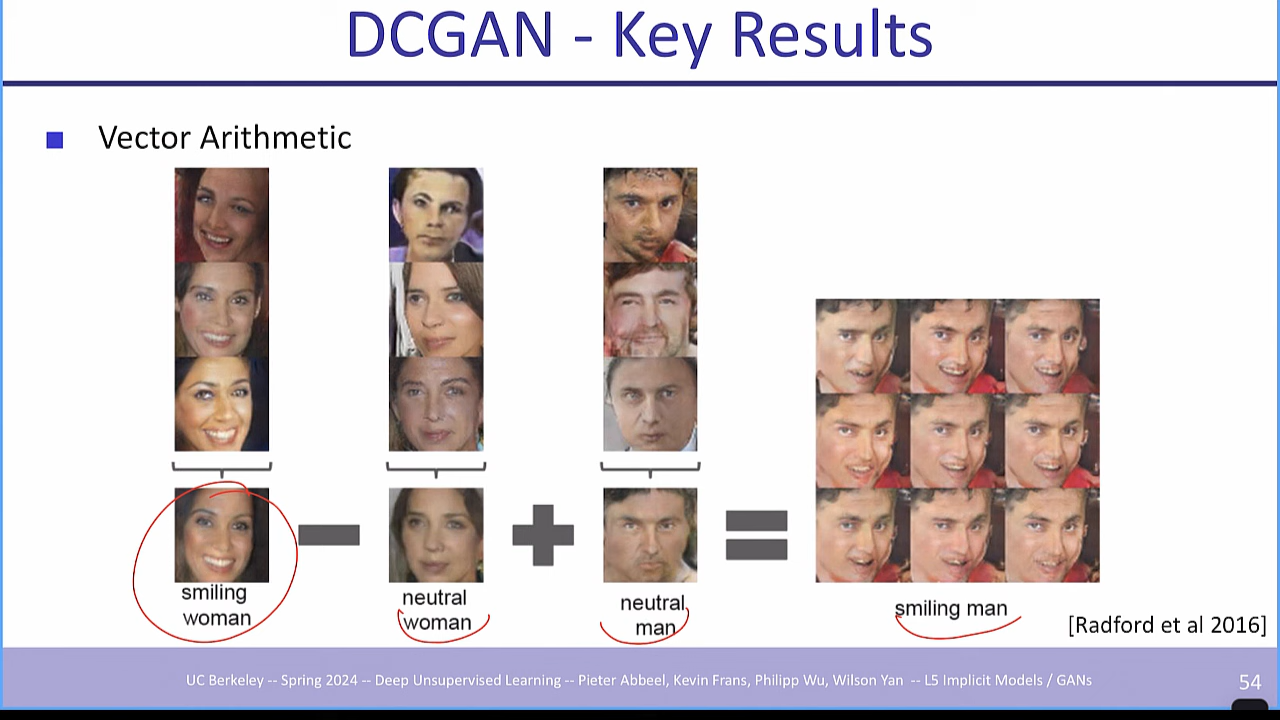 DCGAN - Key Results
Vector Arithmetic
smiling
woman
neutral
woman
neutral
man
smiling man
[Radford et al 2016]
UC Berkeley -- Spring 2024 -- Deep Unsupervised Learning -- Pieter Abbeel, Kevin Frans, Philipp Wu, Wilson Yan -- L5 Implicit Models / GANs
54